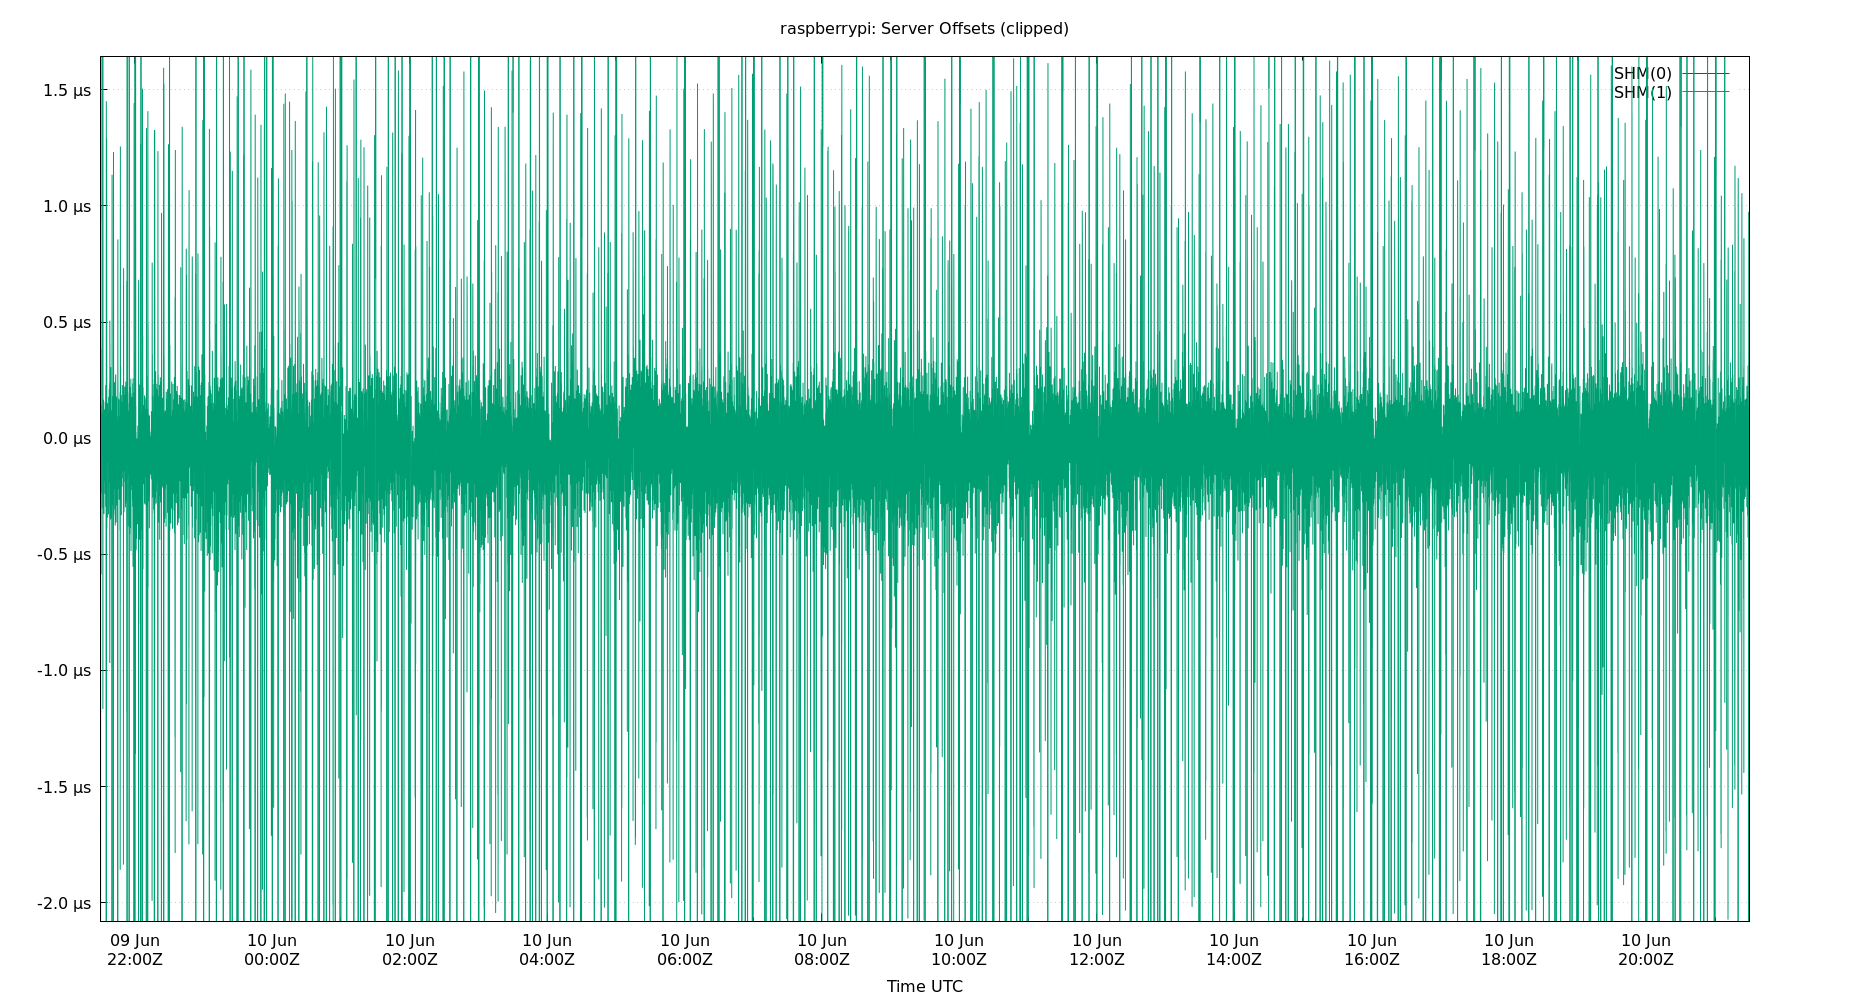 raspberrypi: Server Offsets (clipped)
SHM(0)
SHM(1)
1.5 µs
1.0 µs
0.5 µs
0.0 µs
-0.5 µs
-1.0 µs
-1.5 µs
-2.0 µs
09 Jun 10 Jun 10 Jun 10 Jun 10 Jun 10 Jun 10 Jun 10 Jun 10 Jun 10 Jun 10 Jun 10 Jun
22:00Z 00:00Z 02:00Z 04:00Z 06:00Z 08:00Z 10:00Z 12:00Z 14:00Z 16:00Z 18:00Z 20:00Z
Time UTC